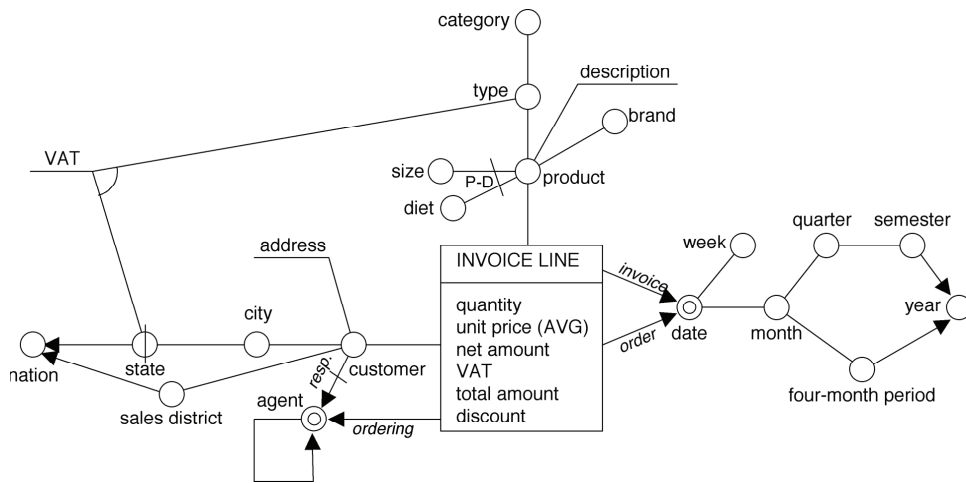 category
description
type
brand
VAT
size
product
P-D
diet
quarter
semester
address
week
INVOICE LINE
invoice
quantity
unit price (AVG)
net amount
VAT
total amount
discount
city
year
date
month
order
nation
state
customer
resp.
four-month period
agent
sales district
ordering